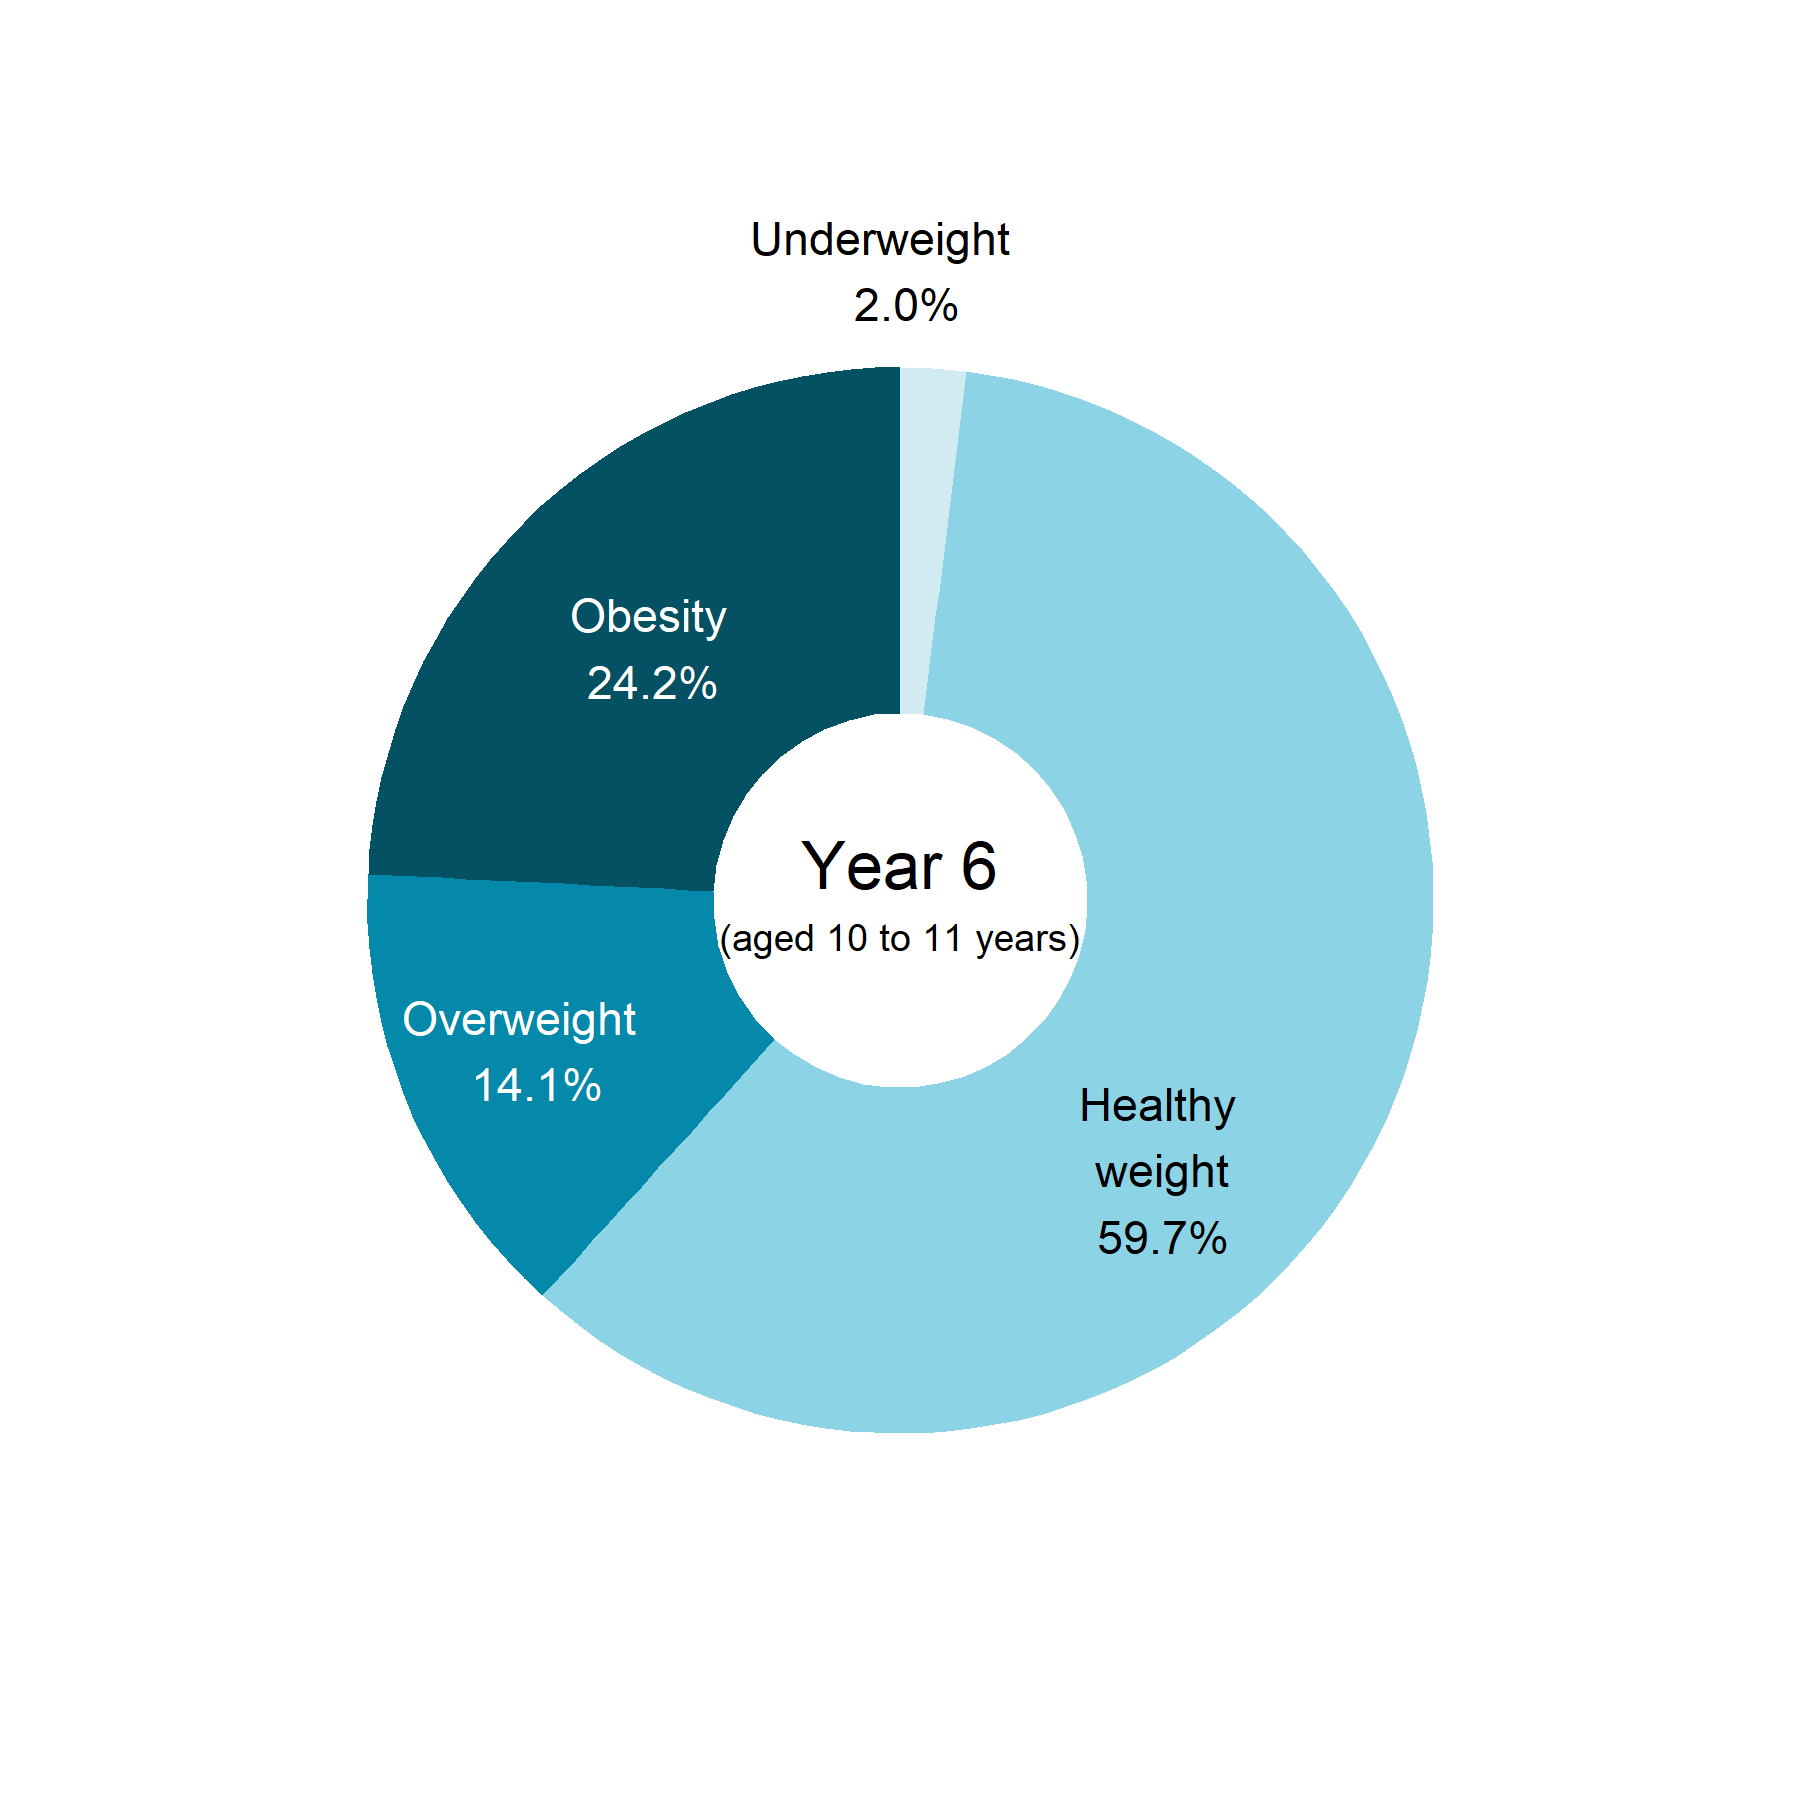 Underweight
2.0%
Obesity
24.2%
Year 6
(aged 10 to 11 years)
Overweight
14.1%
Healthy
weight
59.7%